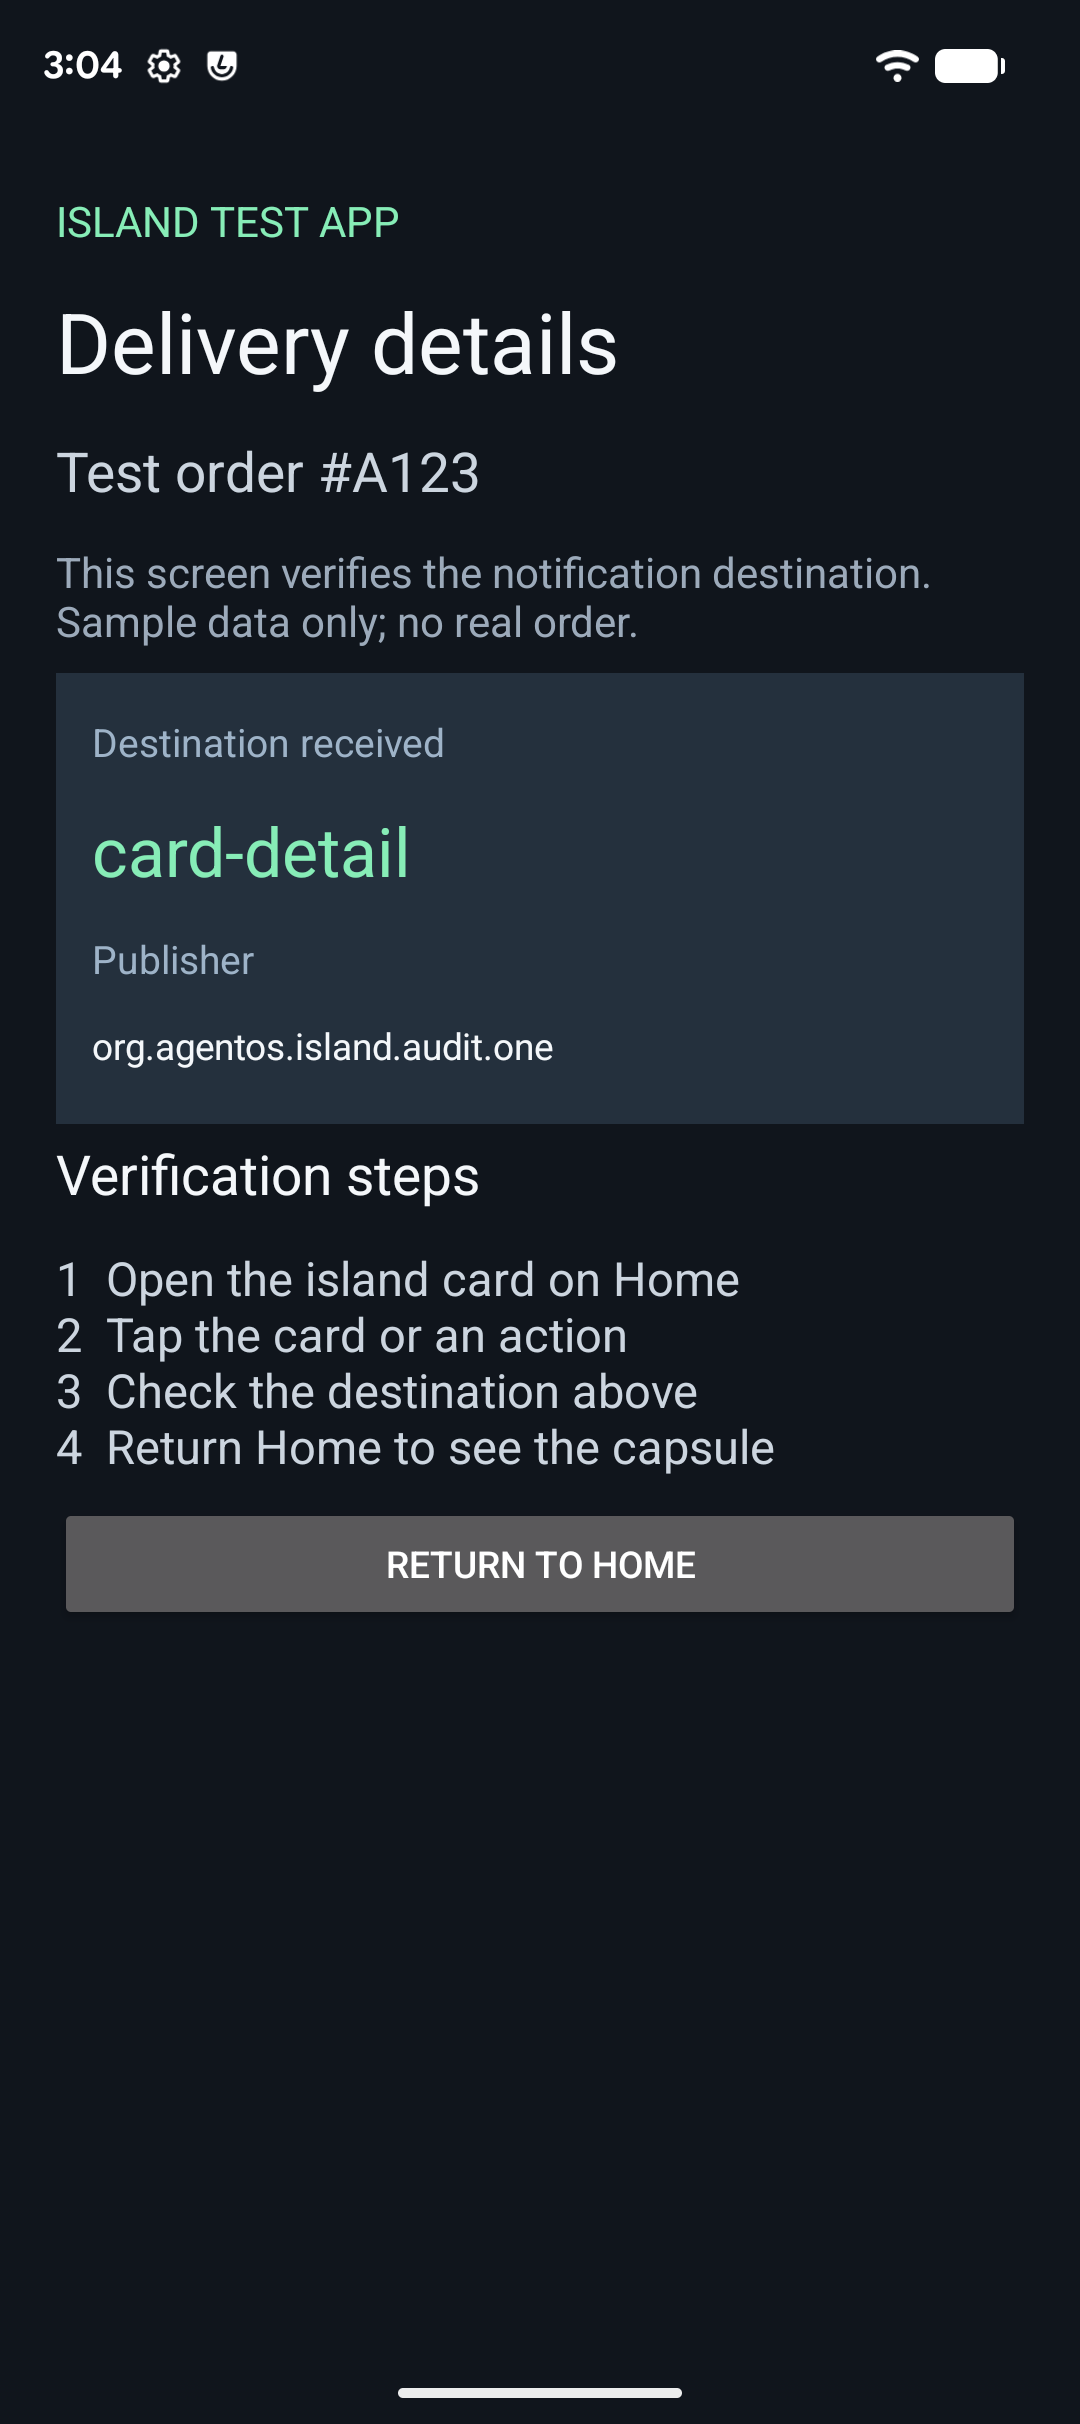 3:04
ISLAND TEST APP
Delivery details
Test order #A123
This screen verifies the notification destination.
Sample data only; no real order.
Destination received
card-detail
Publisher
org.agentos.island.audit.one
Verification steps
1 Open the island card on Home
2 Tap the card or an action
3 Check the destination above
4 Return Home to see the capsule
RETURN TO HOME